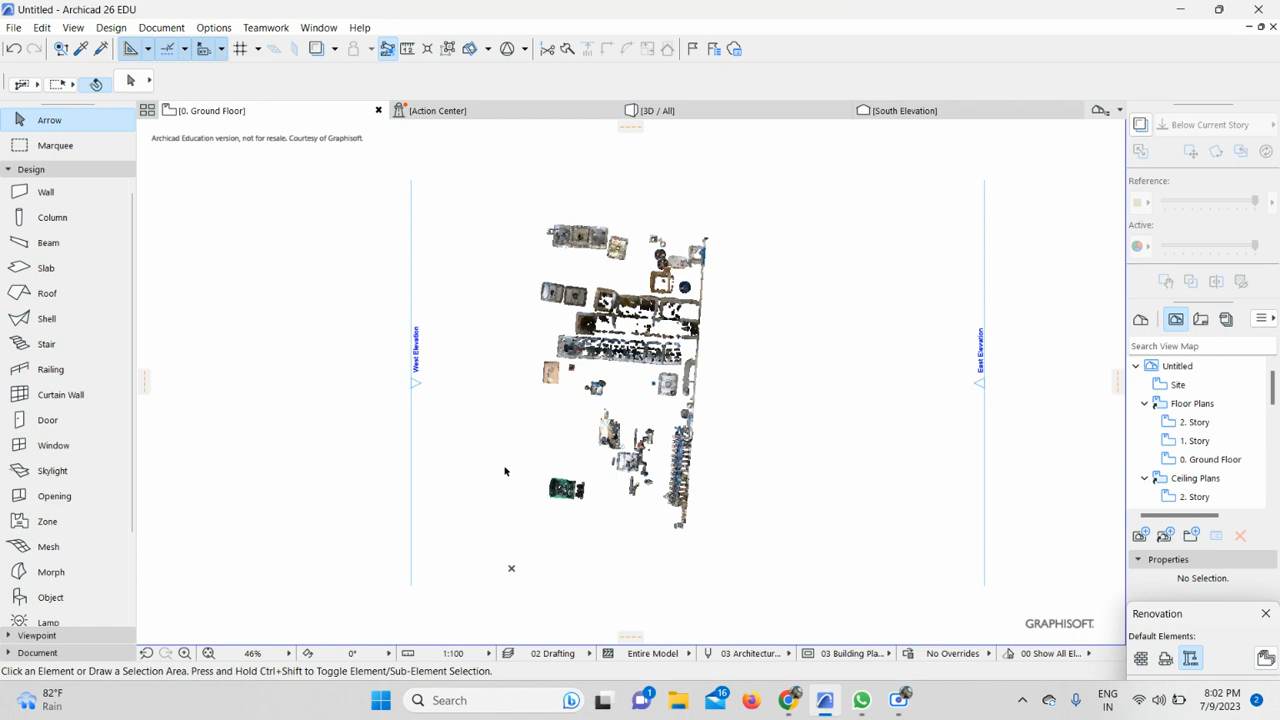 Untitled - Archicad 26 EDU
File Edit View Design Document Options Teamwork Window Help
[0. Ground Floor] [Action Center] [3D / All] [South Elevation]
Below Current Story
Arrow
Marquee
Design
Wall
Column
Beam
Slab
Roof
Shell
Stair
Railing
Curtain Wall
Door
Window
Skylight
Opening
Zone
Mesh
Morph
Object
Lamp
Viewpoint
Document
Archicad Education version, not for resale. Courtesy of Graphisoft.
West Elevation
East Elevation
GRAPHISOFT.
Reference:
Active:
Search View Map
Untitled
Site
Floor Plans
2. Story
1. Story
0. Ground Floor
Ceiling Plans
2. Story
Properties
No Selection.
Renovation
Default Elements:
46% 0° 1:100 02 Drafting Entire Model 03 Architectur... 03 Building Pla... No Overrides 00 Show All El...
Click an Element or Draw a Selection Area. Press and Hold Ctrl+Shift to Toggle Element/Sub-Element Selection.
82°F
Rain
Search
1
16
ENG
IN
8:02 PM
7/9/2023
2